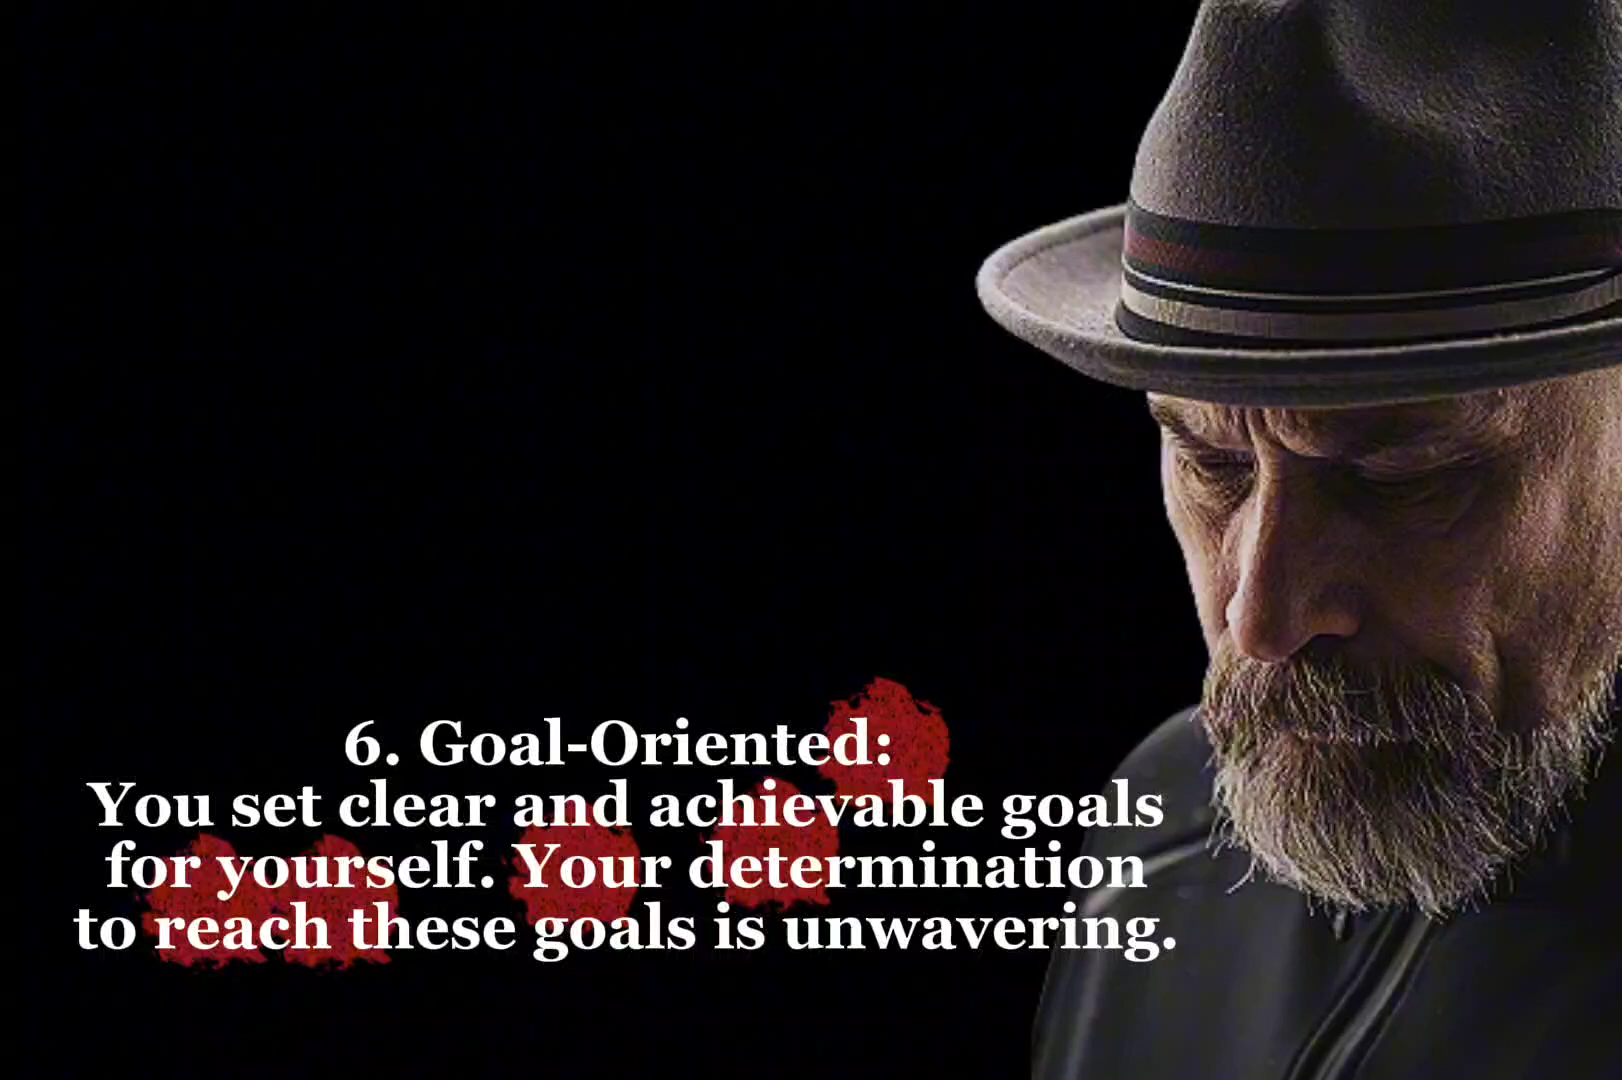 6. Goal-Oriented:
You set clear and achievable goals
for yourself. Your determination
to reach these goals is unwavering.